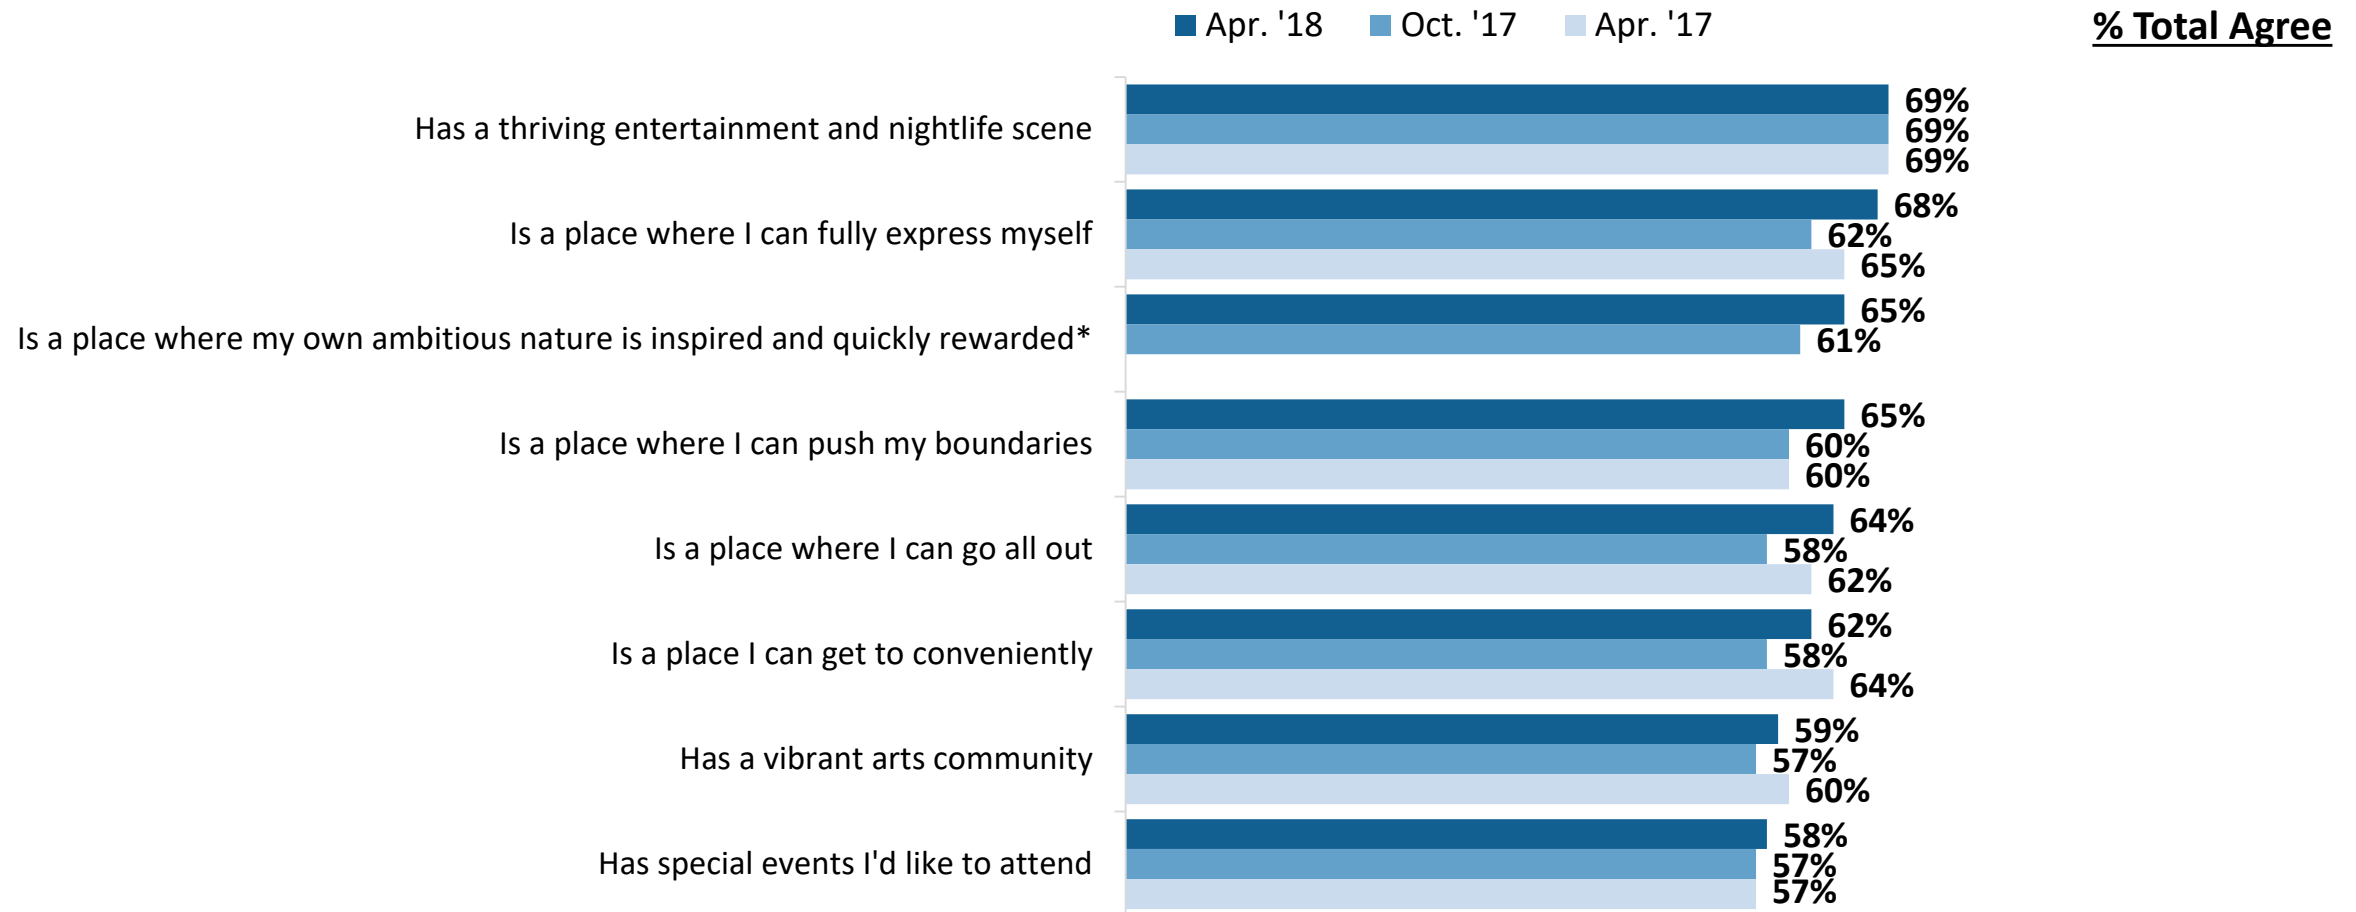 Apr. '18 Oct. '17 Apr. '17 % Total Agree
Has a thriving entertainment and nightlife scene
69%
69%
69%
Is a place where I can fully express myself
68%
62%
65%
Is a place where my own ambitious nature is inspired and quickly rewarded*
65%
61%
Is a place where I can push my boundaries
65%
60%
60%
Is a place where I can go all out
64%
58%
62%
Is a place I can get to conveniently
62%
58%
64%
Has a vibrant arts community
59%
57%
60%
Has special events I'd like to attend
58%
57%
57%